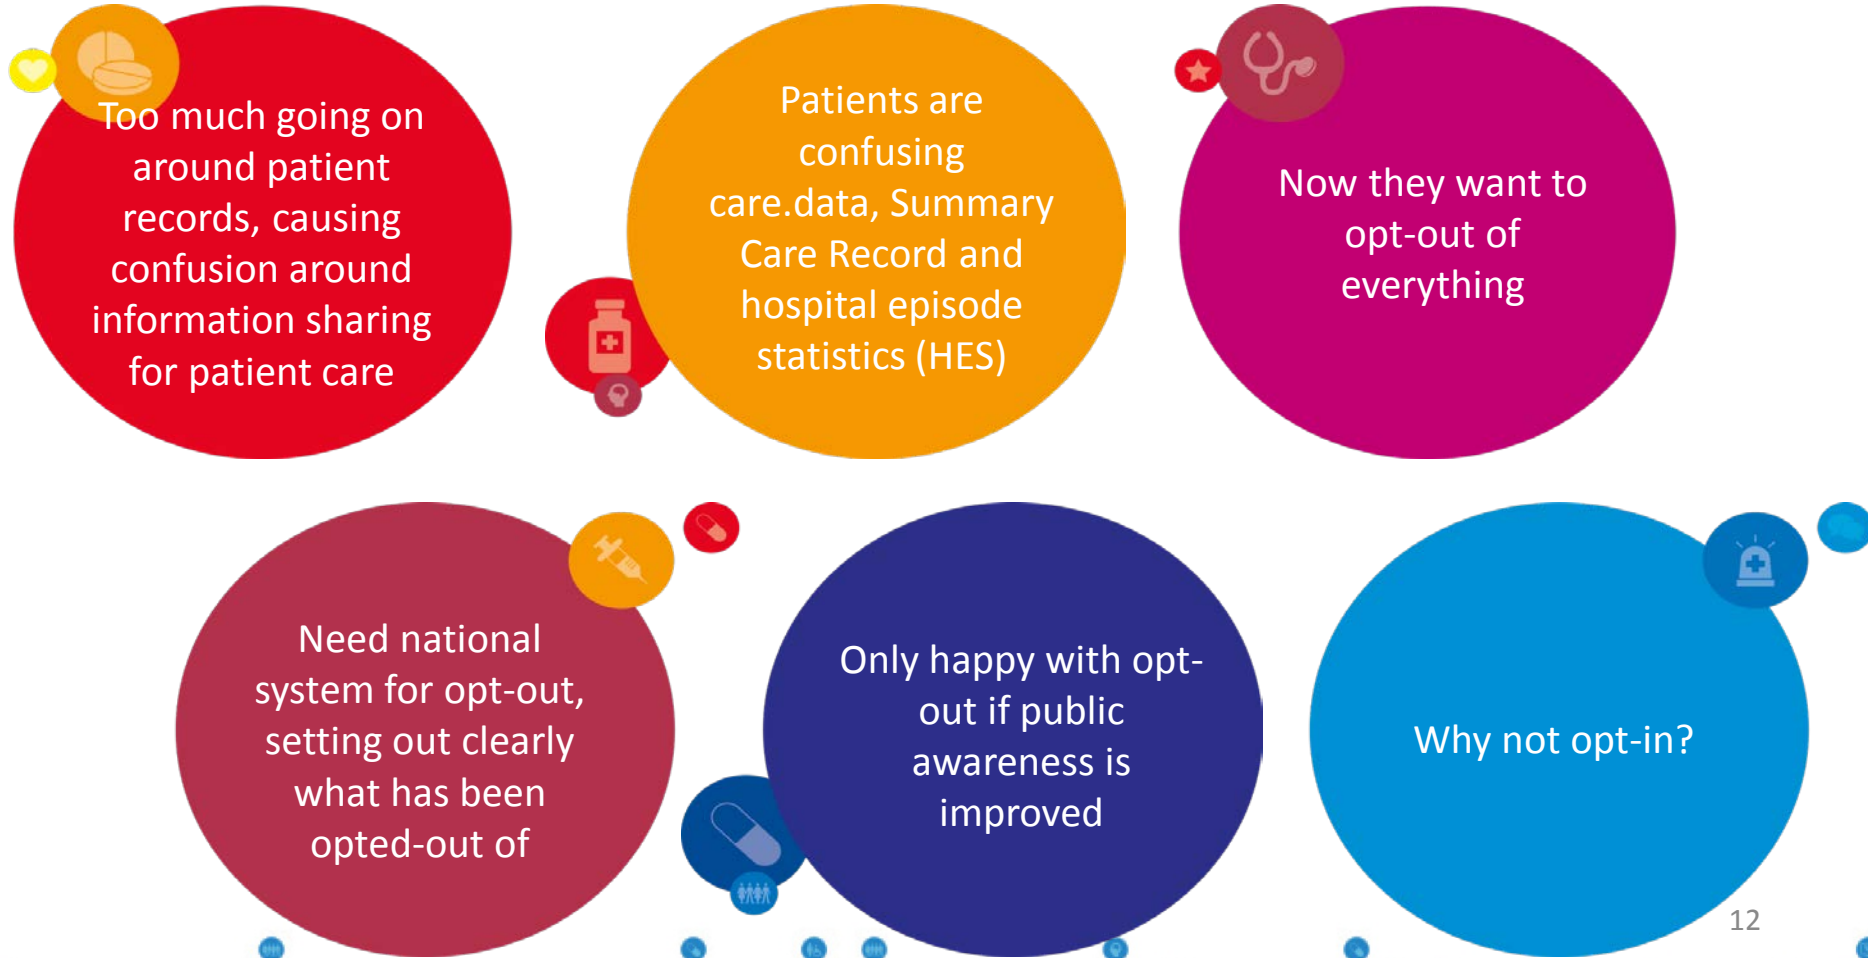 Too much going on
around patient
records, causing
confusion around
information sharing
for patient care
Patients are
confusing
care.data, Summary
Care Record and
hospital episode
statistics (HES)
Now they want to
opt-out of
everything
Need national
system for opt-out,
setting out clearly
what has been
opted-out of
Only happy with opt-
out if public
awareness is
improved
Why not opt-in?
12